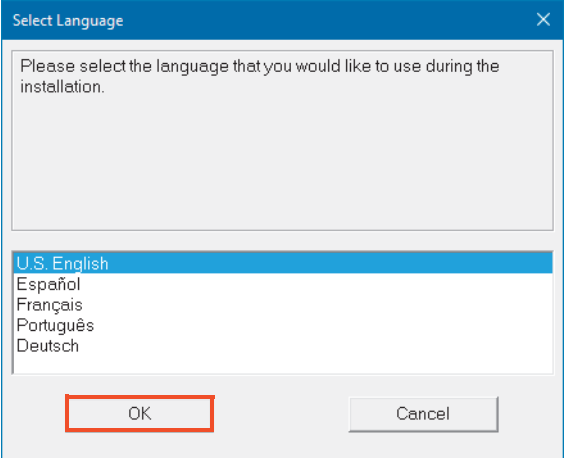 Select Language
Please select the language that you would like to use during the
installation.
U.S. English
Español
Français
Português
Deutsch
OK
Cancel